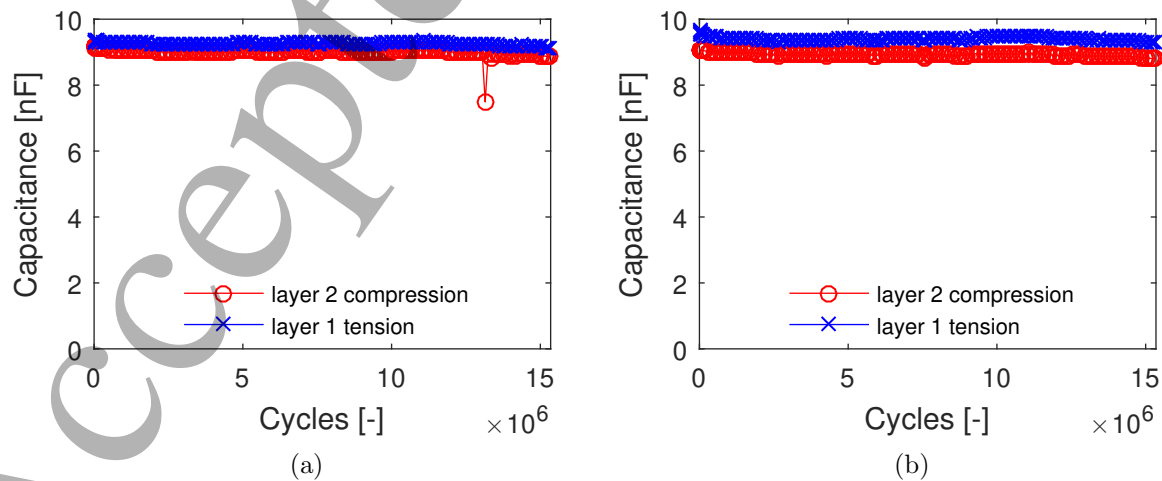 10
8
6
4
2
0
Capacitance [nF]
layer 2 compression
layer 1 tension
0 5 10 15
Cycles [-] ×10^6
(a)
10
8
6
4
2
0
Capacitance [nF]
layer 2 compression
layer 1 tension
0 5 10 15
Cycles [-] ×10^6
(b)
ccept